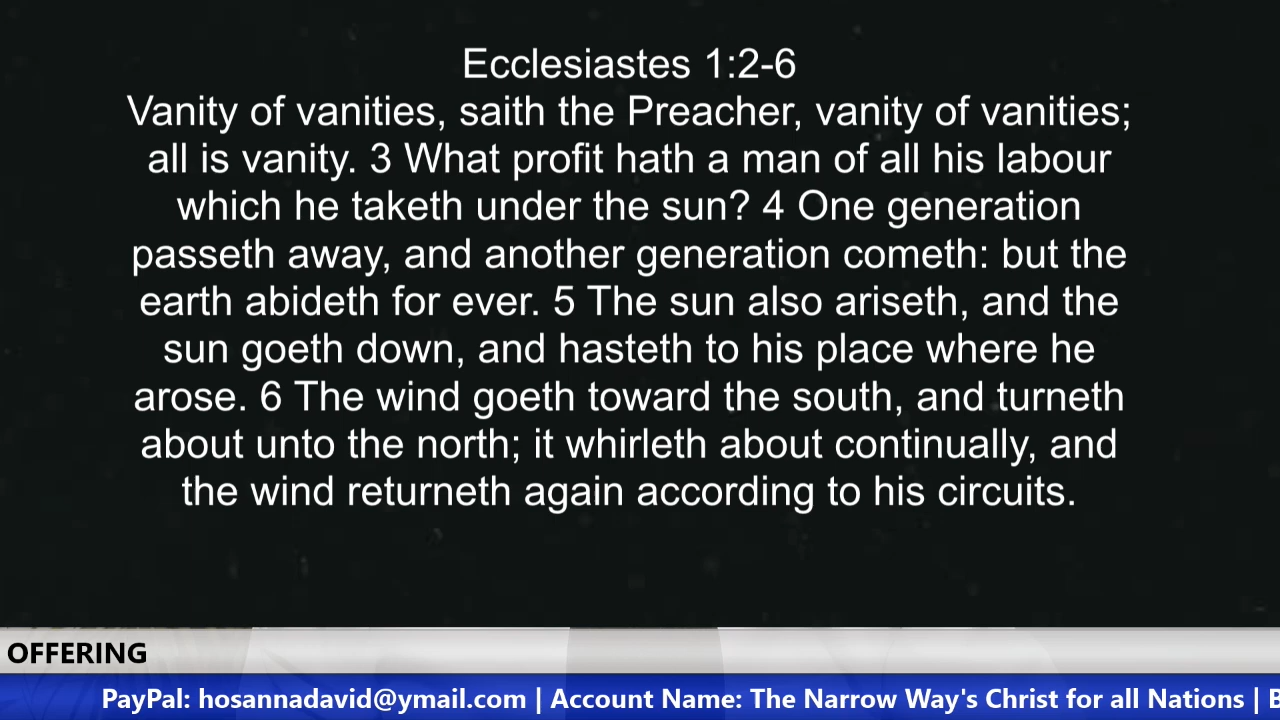 Ecclesiastes 1:2-6
Vanity of vanities, saith the Preacher, vanity of vanities;
all is vanity. 3 What profit hath a man of all his labour
which he taketh under the sun? 4 One generation
passeth away, and another generation cometh: but the
earth abideth for ever. 5 The sun also ariseth, and the
sun goeth down, and hasteth to his place where he
arose. 6 The wind goeth toward the south, and turneth
about unto the north; it whirleth about continually, and
the wind returneth again according to his circuits.
OFFERING
PayPal: hosannadavid@ymail.com | Account Name: The Narrow Way's Christ for all Nations |